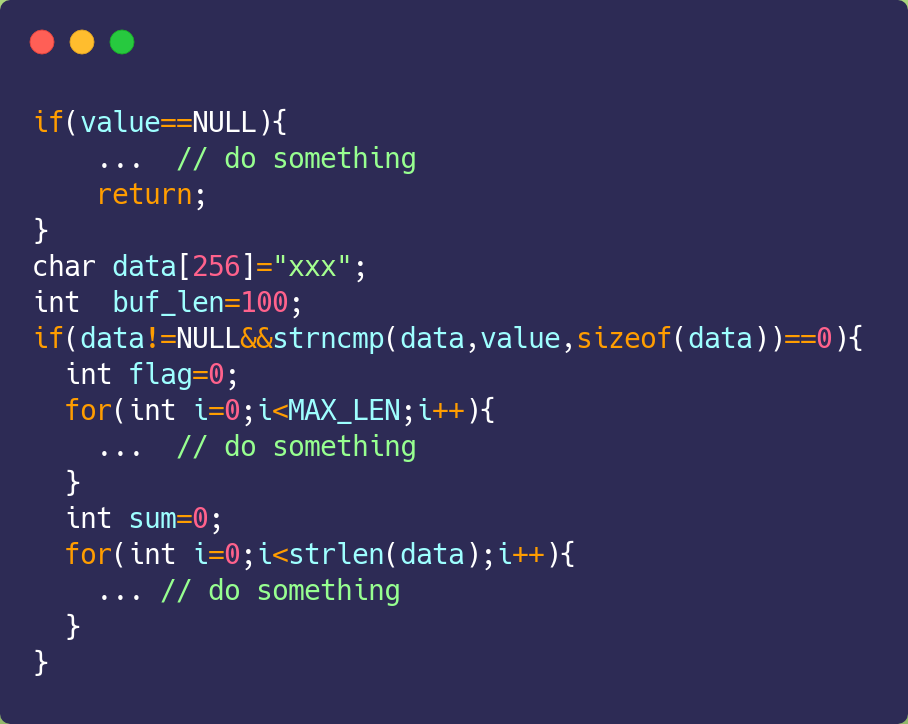 if(value==NULL){
    ...  // do something
    return;
}
char data[256]="xxx";
int  buf_len=100;
if(data!=NULL&&strncmp(data,value,sizeof(data))==0){
  int flag=0;
  for(int i=0;i<MAX_LEN;i++){
    ...  // do something
  }
  int sum=0;
  for(int i=0;i<strlen(data);i++){
    ... // do something
  }
}